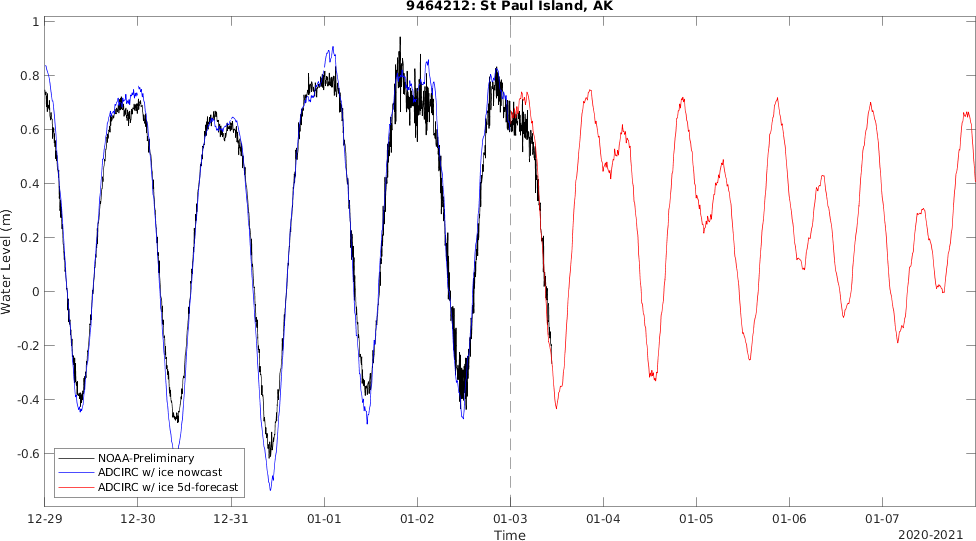 9464212: St Paul Island, AK
1
0.8
0.6
0.4
0.2
0
-0.2
-0.4
-0.6
Water Level (m)
NOAA-Preliminary
ADCIRC w/ ice nowcast
ADCIRC w/ ice 5d-forecast
12-29 12-30 12-31 01-01 01-02 01-03 01-04 01-05 01-06 01-07
Time
2020-2021